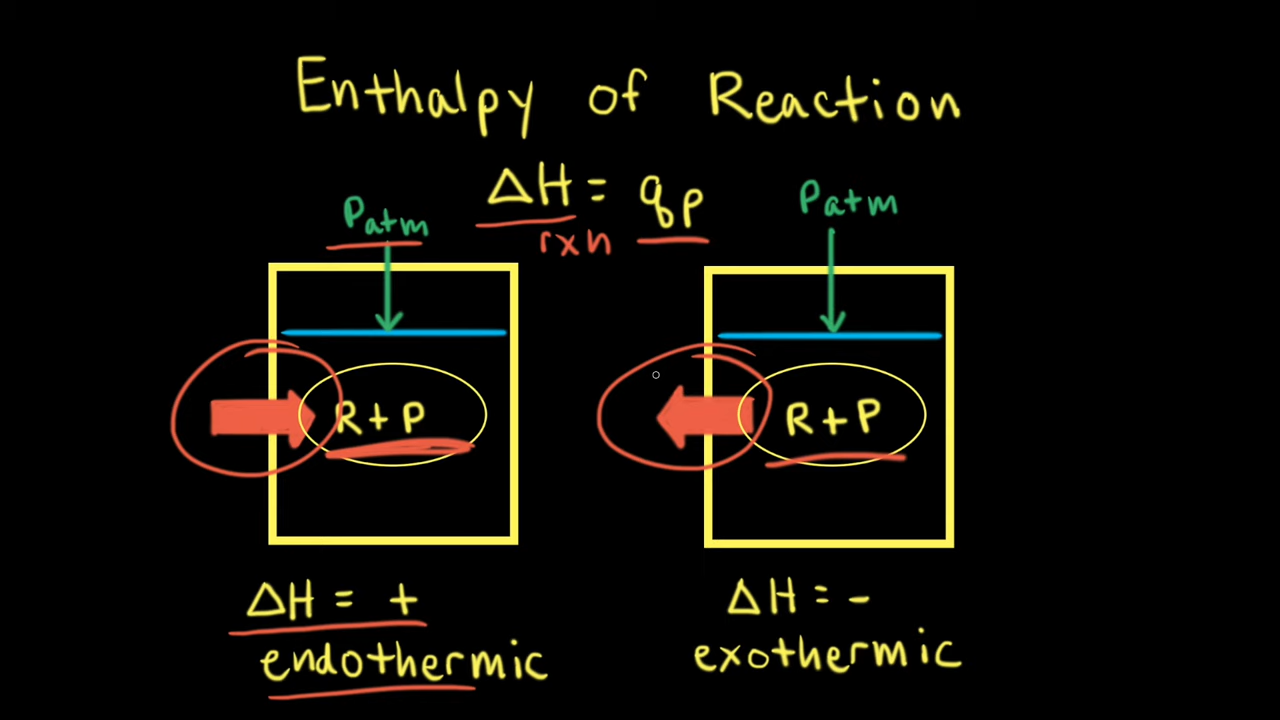 Enthalpy of Reaction
ΔH = qₚ
rxn
Patm
Patm
R + P
R + P
ΔH = +
endothermic
ΔH = -
exothermic